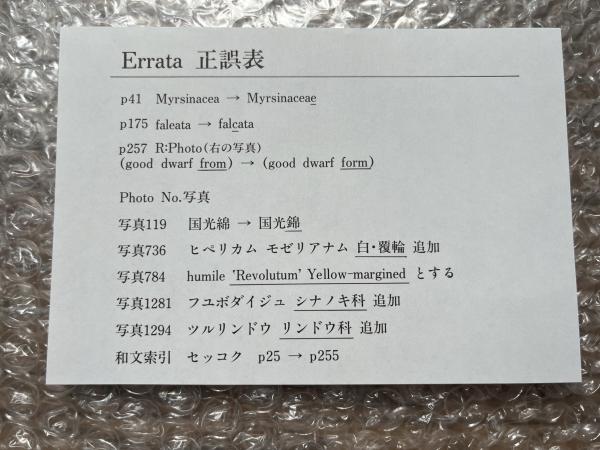 Errata 正誤表
p41 Myrsinacea → Myrsinaceae
p175 faleata → falcata
p257 R:Photo(右の写真)
(good dwarf from) → (good dwarf form)
Photo No.写真
写真119 国光綿 → 国光錦
写真736 ヒペリカム モゼリアナム 白・覆輪 追加
写真784 humile 'Revolutum' Yellow-margined とする
写真1281 フユボダイジュ シナノキ科 追加
写真1294 ツルリンドウ リンドウ科 追加
和文索引 セッコク p25 → p255